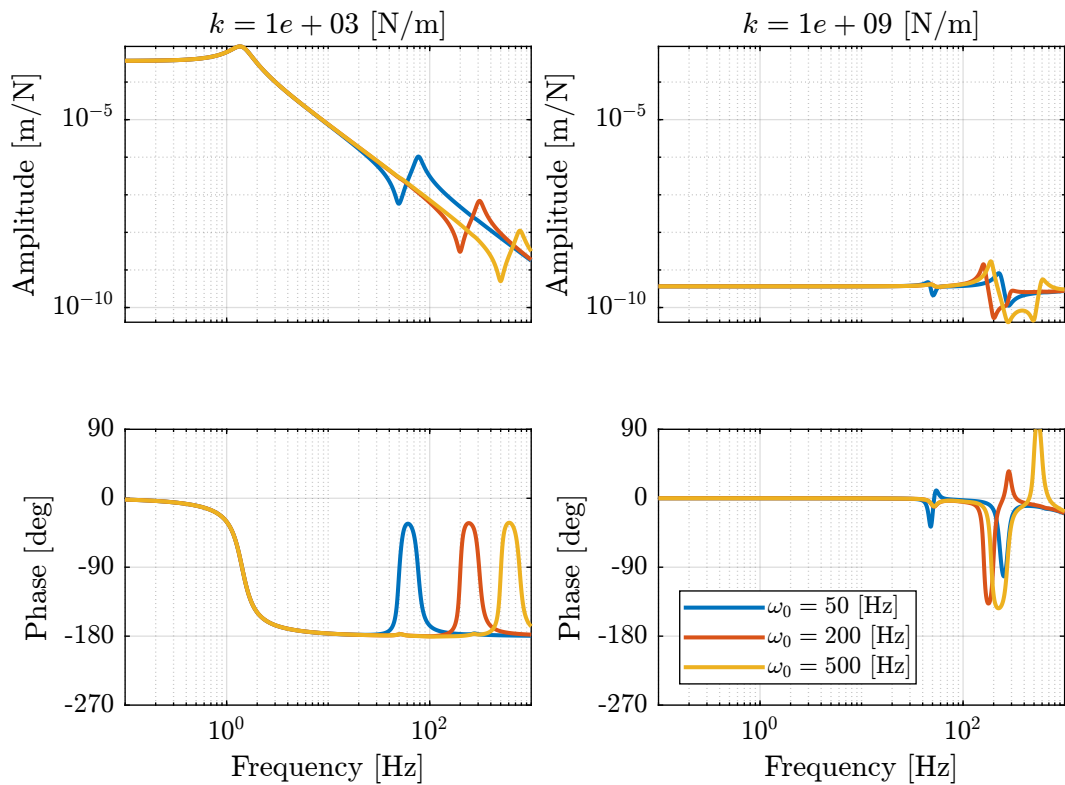 k = 1e + 03 [N/m]
k = 1e + 09 [N/m]
Amplitude [m/N]
10^-5
10^-10
Amplitude [m/N]
10^-5
10^-10
Phase [deg]
90
0
-90
-180
-270
10^0
10^2
Frequency [Hz]
Phase [deg]
90
0
-90
-180
-270
ω_0 = 50 [Hz]
ω_0 = 200 [Hz]
ω_0 = 500 [Hz]
10^0
10^2
Frequency [Hz]